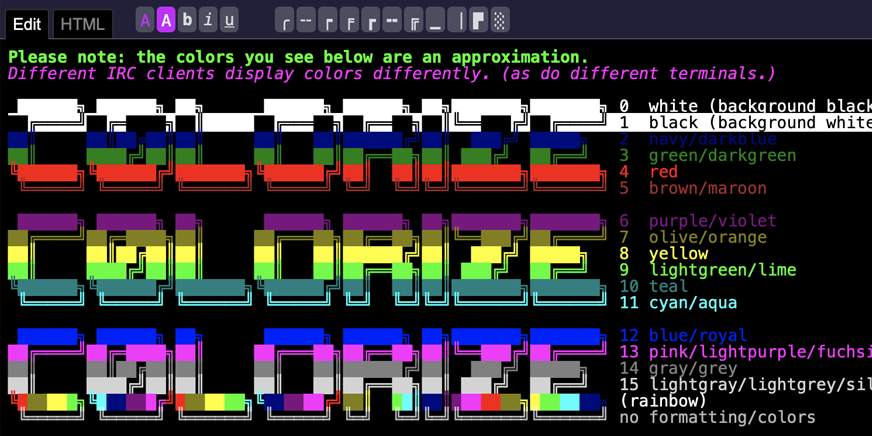 Edit HTML A A b i u
Please note: the colors you see below are an approximation.
Different IRC clients display colors differently. (as do different terminals.)
0 white (background black
1 black (background white
2 navy/darkblue
3 green/darkgreen
4 red
5 brown/maroon
6 purple/violet
7 olive/orange
8 yellow
9 lightgreen/lime
10 teal
11 cyan/aqua
12 blue/royal
13 pink/lightpurple/fuchsi
14 gray/grey
15 lightgray/lightgrey/sil
(rainbow)
no formatting/colors